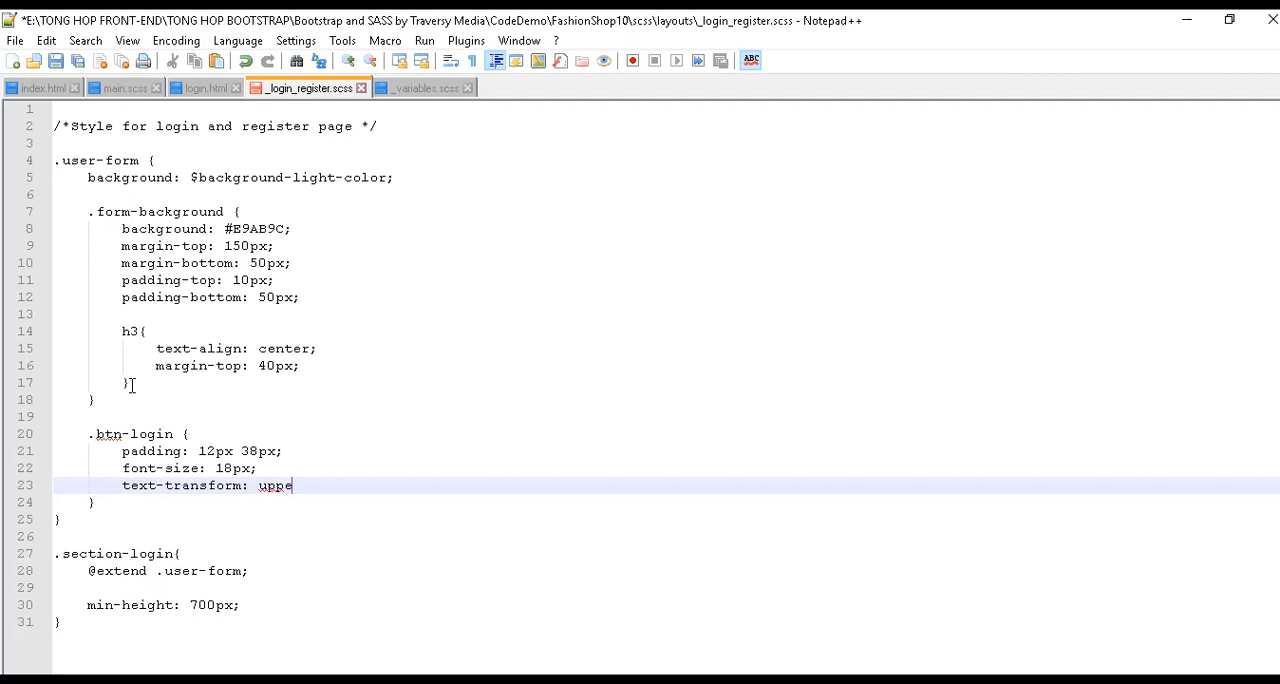 *E:\TONG HOP FRONT-END\TONG HOP BOOTSTRAP\Bootstrap and SASS by Traversy Media\CodeDemo\FashionShop10\scss\layouts\_login_register.scss - Notepad++
File Edit Search View Encoding Language Settings Tools Macro Run Plugins Window ?
ABC
index.html main.scss login.html _login_register.scss _variables.scss
1
2 /*Style for login and register page */
3
4 .user-form {
5 background: $background-light-color;
6
7 .form-background {
8 background: #E9AB9C;
9 margin-top: 150px;
10 margin-bottom: 50px;
11 padding-top: 10px;
12 padding-bottom: 50px;
13
14 h3{
15 text-align: center;
16 margin-top: 40px;
17 }
18 }
19
20 .btn-login {
21 padding: 12px 38px;
22 font-size: 18px;
23 text-transform: uppe
24 }
25 }
26
27 .section-login{
28 @extend .user-form;
29
30 min-height: 700px;
31 }